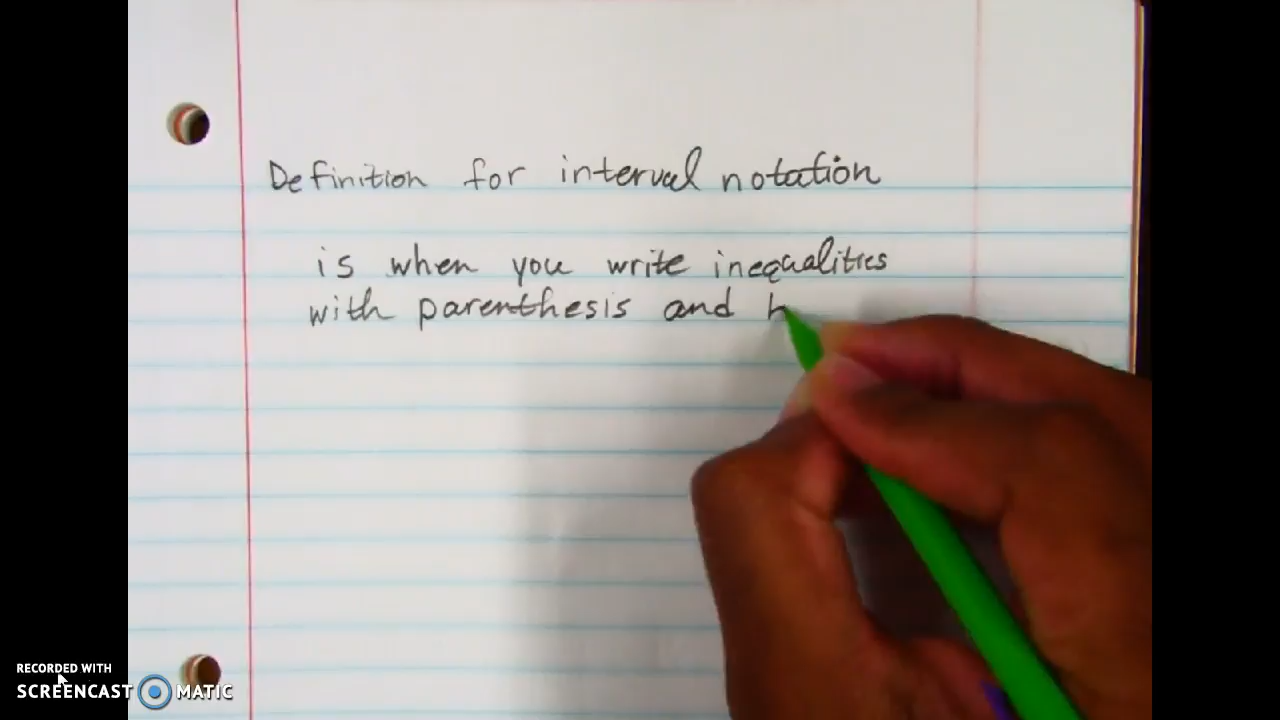 Definition for interval notation
is when you write inequalities
with parenthesis and
RECORDED WITH
SCREENCAST MATIC